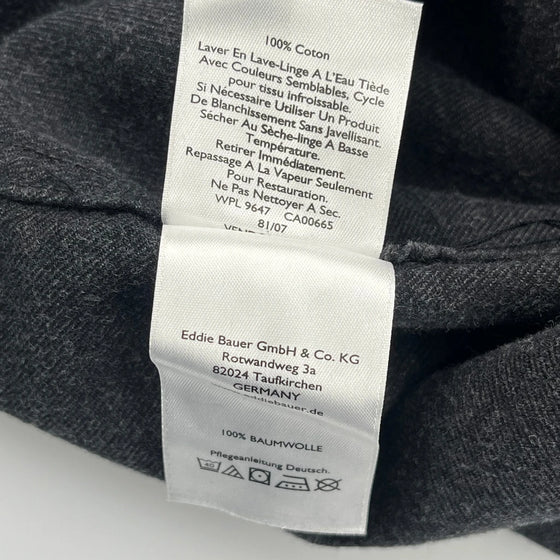 100% Coton
Laver En Lave-Linge A L'Eau Tiède
Avec Couleurs Semblables, Cycle
pour tissu infroissable.
Si Nécessaire Utiliser Un Produit
De Blanchissement Sans Javellisant.
Sécher Au Sèche-linge A Basse
Température.
Retirer Immédiatement.
Repassage A La Vapeur Seulement
Pour Restauration.
Ne Pas Nettoyer A Sec.
WPL 9647 CA00665
81/07
Eddie Bauer GmbH & Co. KG
Rotwandweg 3a
82024 Taufkirchen
GERMANY
eddiebauer.de
100% BAUMWOLLE
Pflegeanleitung Deutsch.
40